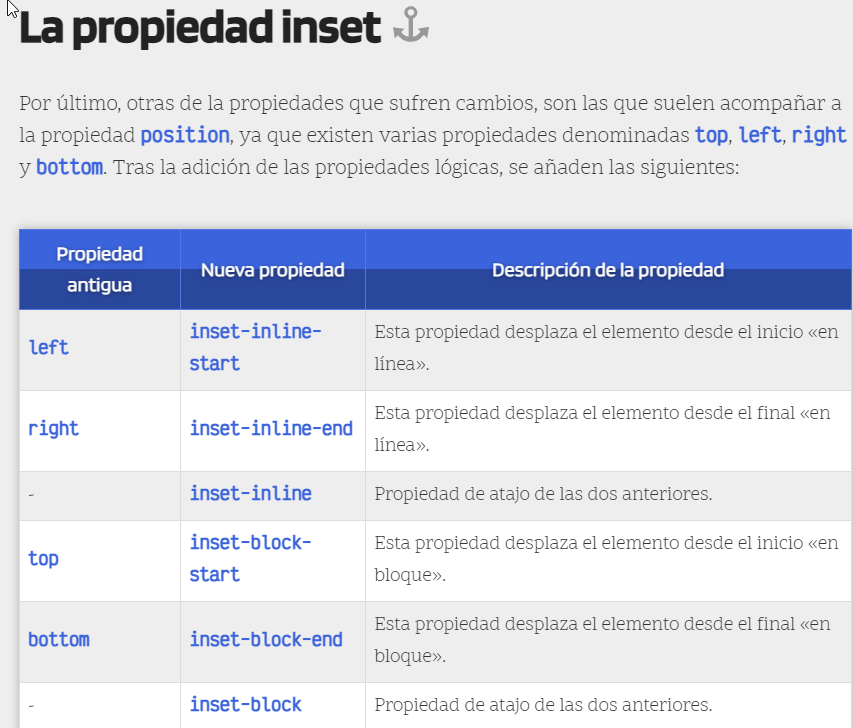 La propiedad inset
Por último, otras de la propiedades que sufren cambios, son las que suelen acompañar a
la propiedad position, ya que existen varias propiedades denominadas top, left, right
y bottom. Tras la adición de las propiedades lógicas, se añaden las siguientes:
Propiedad
antigua
Nueva propiedad
Descripción de la propiedad
left
inset-inline-
start
Esta propiedad desplaza el elemento desde el inicio «en
línea».
right
inset-inline-end
Esta propiedad desplaza el elemento desde el final «en
línea».
-
inset-inline
Propiedad de atajo de las dos anteriores.
top
inset-block-
start
Esta propiedad desplaza el elemento desde el inicio «en
bloque».
bottom
inset-block-end
Esta propiedad desplaza el elemento desde el final «en
bloque».
-
inset-block
Propiedad de atajo de las dos anteriores.